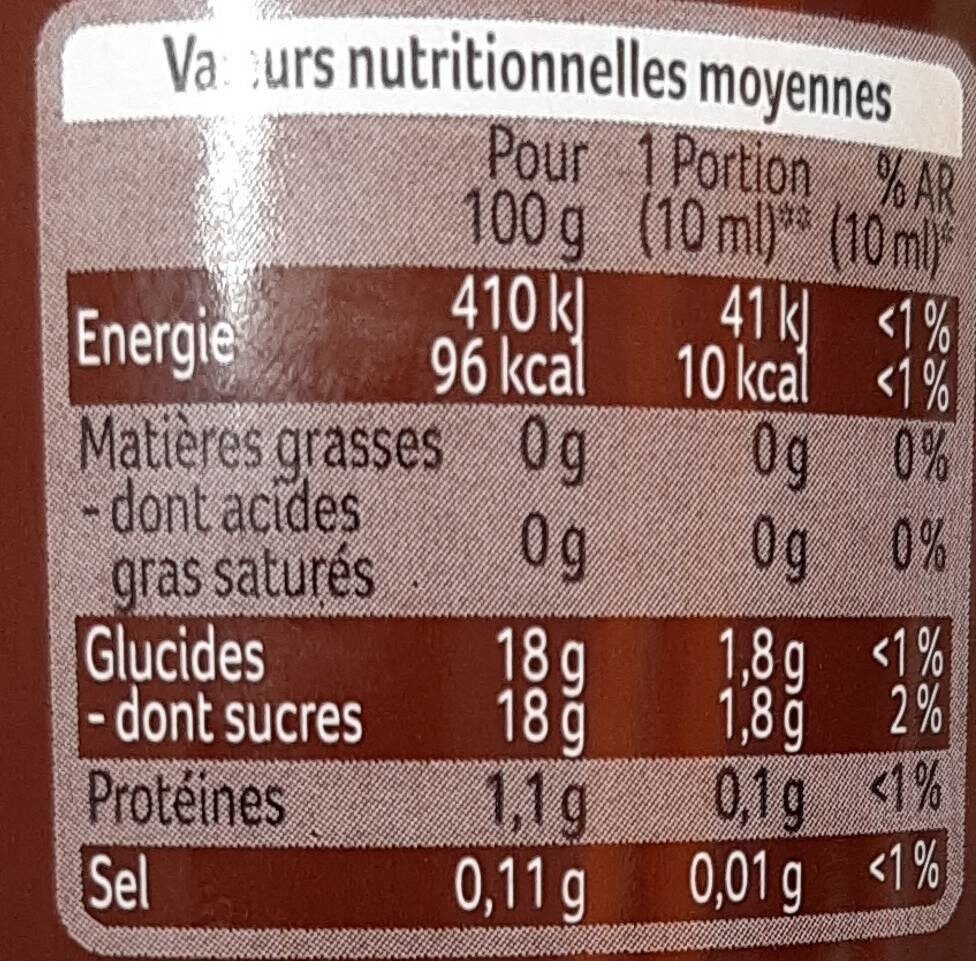 nutritionnelles moyennes
Pour 1 Portion % AR
100 g (10 ml)** (10 ml)*
Energie 410 kJ 41 kJ <1%
96 kcal 10 kcal <1%
Matières grasses 0 g 0 g 0%
- dont acides
gras saturés 0 g 0 g 0%
Glucides 18 g 1,8 g <1%
- dont sucres 18 g 1,8 g 2%
Protéines 1,1 g 0,1 g <1%
Sel 0,11 g 0,01 g <1%